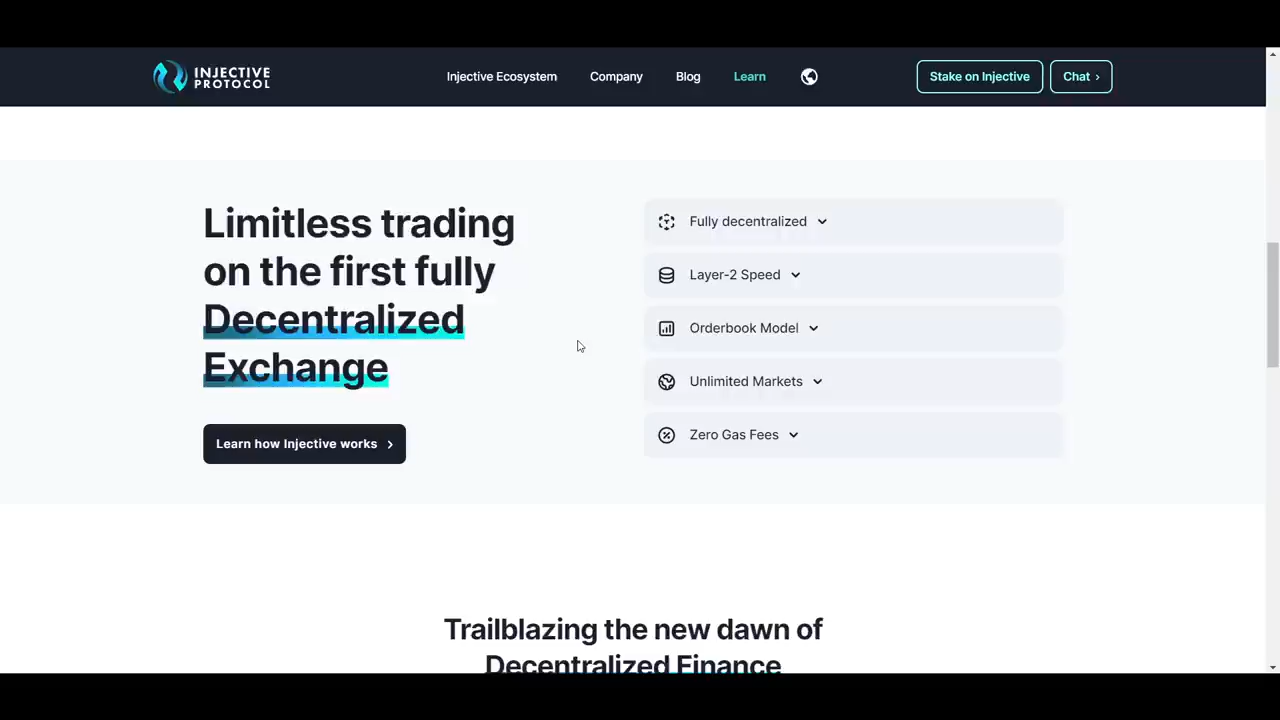 INJECTIVE
PROTOCOL
Injective Ecosystem
Company
Blog
Learn
Stake on Injective
Chat ›
Limitless trading
on the first fully
Decentralized
Exchange
Learn how Injective works ›
Fully decentralized
Layer-2 Speed
Orderbook Model
Unlimited Markets
Zero Gas Fees
Trailblazing the new dawn of
Decentralized Finance